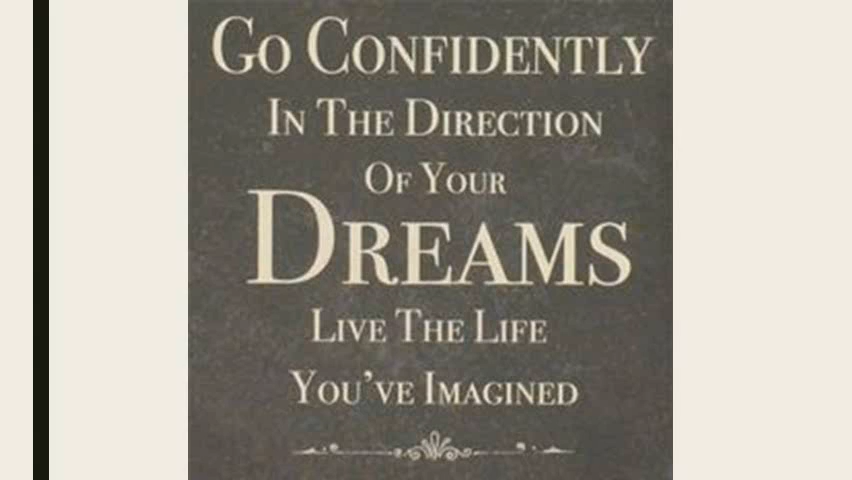 Go Confidently
In The Direction
Of Your
Dreams
Live The Life
You've Imagined